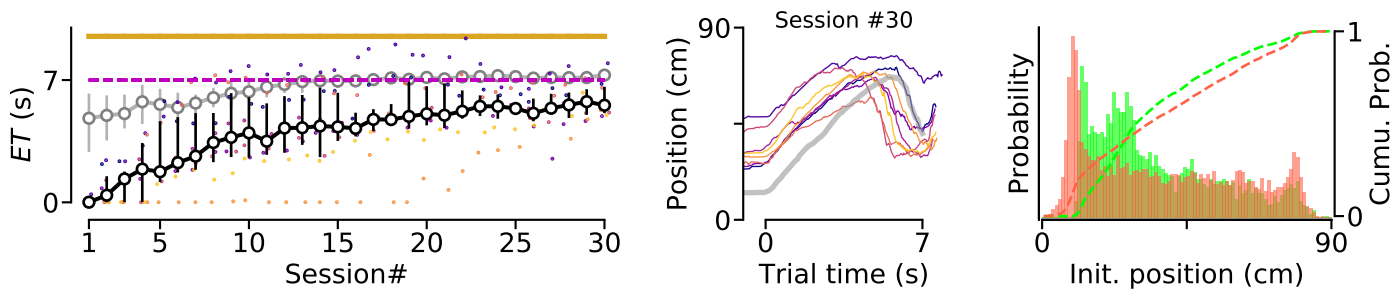 7
0
ET (s)
1 5 10 15 20 25 30
Session#
Session #30
90
0
Position (cm)
0 7
Trial time (s)
Probability
1
0
Cumu. Prob.
0 90
Init. position (cm)